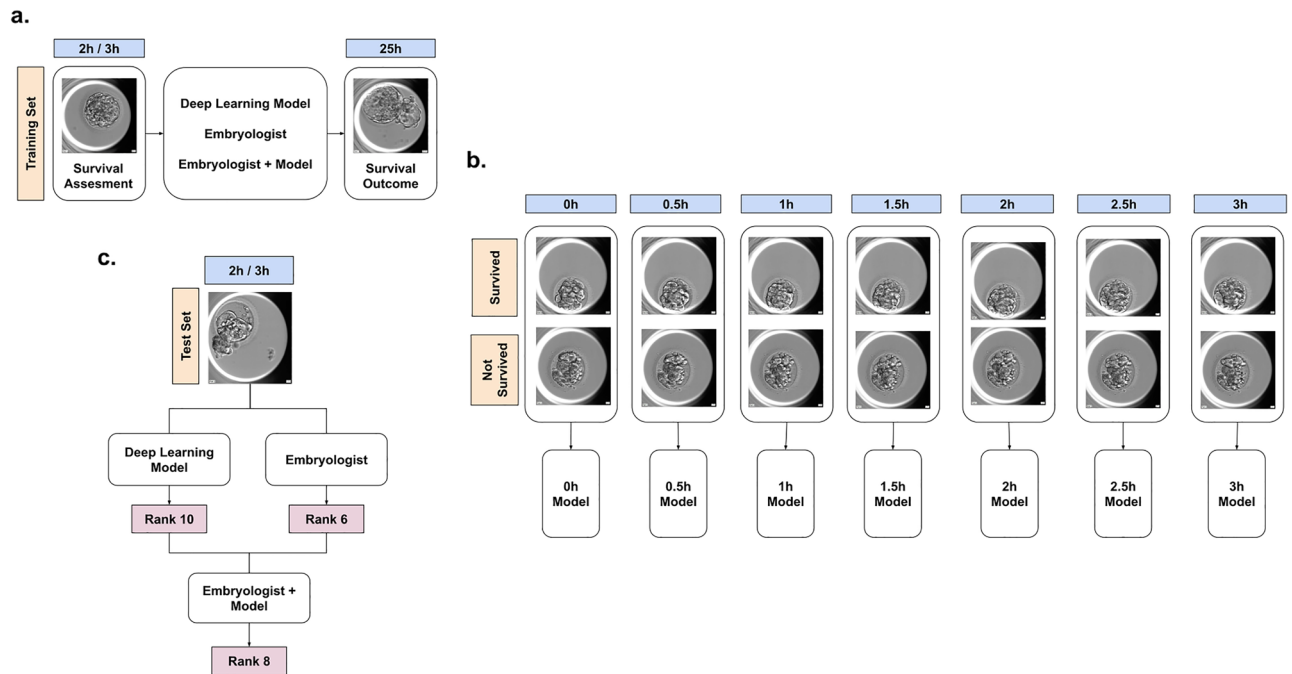 a.
2h / 3h
25h
Training Set
Survival
Assesment
Deep Learning Model
Embryologist
Embryologist + Model
Survival
Outcome
b.
0h
0.5h
1h
1.5h
2h
2.5h
3h
Survived
Not
Survived
0h
Model
0.5h
Model
1h
Model
1.5h
Model
2h
Model
2.5h
Model
3h
Model
c.
2h / 3h
Test Set
Deep Learning
Model
Embryologist
Rank 10
Rank 6
Embryologist +
Model
Rank 8